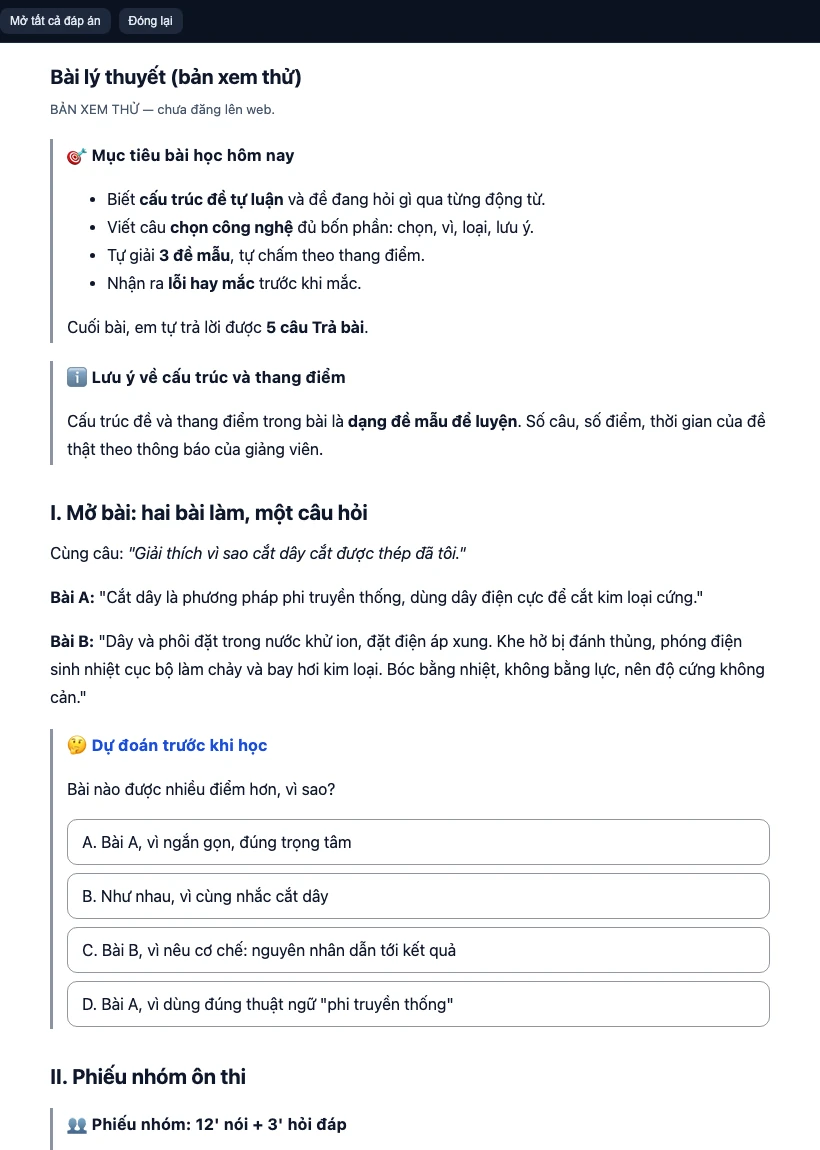 Mở tất cả đáp án
Đóng lại
Bài lý thuyết (bản xem thử)
BẢN XEM THỬ — chưa đăng lên web.
🎯 Mục tiêu bài học hôm nay
• Biết cấu trúc đề tự luận và đề đang hỏi gì qua từng động từ.
• Viết câu chọn công nghệ đủ bốn phần: chọn, vì, loại, lưu ý.
• Tự giải 3 đề mẫu, tự chấm theo thang điểm.
• Nhận ra lỗi hay mắc trước khi mắc.
Cuối bài, em tự trả lời được 5 câu Trả bài.
ℹ️ Lưu ý về cấu trúc và thang điểm
Cấu trúc đề và thang điểm trong bài là dạng đề mẫu để luyện. Số câu, số điểm, thời gian của đề
thật theo thông báo của giảng viên.
I. Mở bài: hai bài làm, một câu hỏi
Cùng câu: "Giải thích vì sao cắt dây cắt được thép đã tôi."
Bài A: "Cắt dây là phương pháp phi truyền thống, dùng dây điện cực để cắt kim loại cứng."
Bài B: "Dây và phôi đặt trong nước khử ion, đặt điện áp xung. Khe hở bị đánh thủng, phóng điện
sinh nhiệt cục bộ làm chảy và bay hơi kim loại. Bóc bằng nhiệt, không bằng lực, nên độ cứng không
cản."
🤔 Dự đoán trước khi học
Bài nào được nhiều điểm hơn, vì sao?
A. Bài A, vì ngắn gọn, đúng trọng tâm
B. Như nhau, vì cùng nhắc cắt dây
C. Bài B, vì nêu cơ chế: nguyên nhân dẫn tới kết quả
D. Bài A, vì dùng đúng thuật ngữ "phi truyền thống"
II. Phiếu nhóm ôn thi
👥 Phiếu nhóm: 12' nói + 3' hỏi đáp